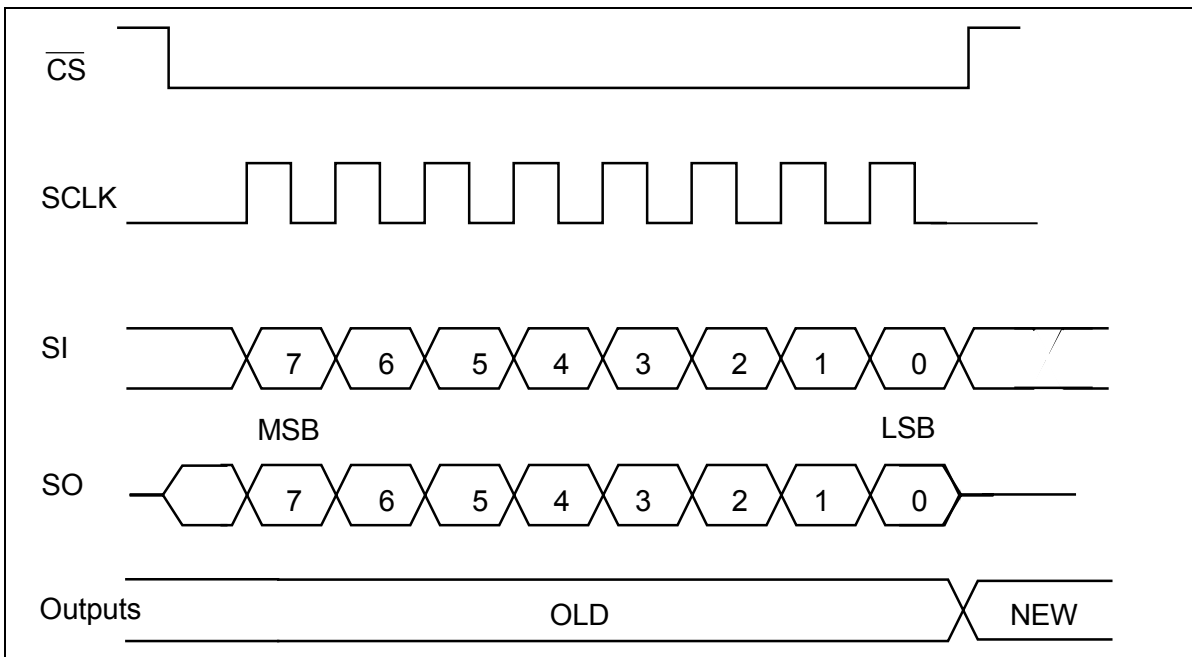 CS
SCLK
SI
7 6 5 4 3 2 1 0
MSB LSB
SO
7 6 5 4 3 2 1 0
Outputs OLD NEW